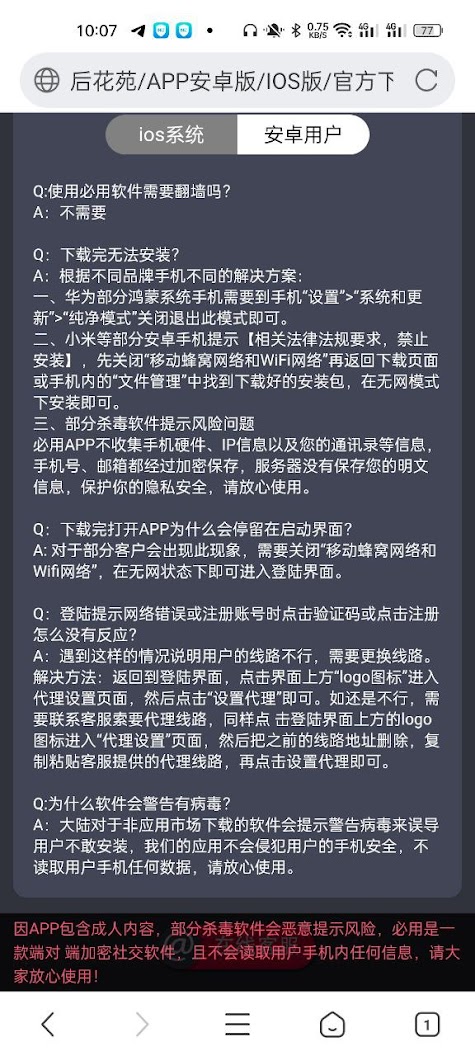 10:07
0.75
KB/S
4G
4G
77
后花苑/APP安卓版/IOS版/官方下
ios系统
安卓用户
Q:使用必用软件需要翻墙吗？
A：不需要
Q：下载完无法安装？
A：根据不同品牌手机不同的解决方案：
一、华为部分鸿蒙系统手机需要到手机“设置”>“系统和更
新”>“纯净模式”关闭退出此模式即可。
二、小米等部分安卓手机提示【相关法律法规要求，禁止
安装】，先关闭“移动蜂窝网络和WiFi网络”再返回下载页面
或手机内的“文件管理”中找到下载好的安装包，在无网模式
下安装即可。
三、部分杀毒软件提示风险问题
必用APP不收集手机硬件、IP信息以及您的通讯录等信息，
手机号、邮箱都经过加密保存，服务器没有保存您的明文
信息，保护你的隐私安全，请放心使用。
Q：下载完打开APP为什么会停留在启动界面？
A: 对于部分客户会出现此现象，需要关闭“移动蜂窝网络和
Wifi网络”，在无网状态下即可进入登陆界面。
Q：登陆提示网络错误或注册账号时点击验证码或点击注册
怎么没有反应？
A：遇到这样的情况说明用户的线路不行，需要更换线路。
解决方法：返回到登陆界面，点击界面上方“logo图标”进入
代理设置页面，然后点击“设置代理”即可。如还是不行，需
要联系客服索要代理线路，同样点 击登陆界面上方的logo
图标进入“代理设置”页面，然后把之前的线路地址删除，复
制粘贴客服提供的代理线路，再点击设置代理即可。
Q:为什么软件会警告有病毒？
A：大陆对于非应用市场下载的软件会提示警告病毒来误导
用户不敢安装，我们的应用不会侵犯用户的手机安全，不
读取用户手机任何数据，请放心使用。
因APP包含成人内容，部分杀毒软件会恶意提示风险，必用是一
款端对 端加密社交软件，且不会读取用户手机内任何信息，请大
家放心使用！
在线客服
1